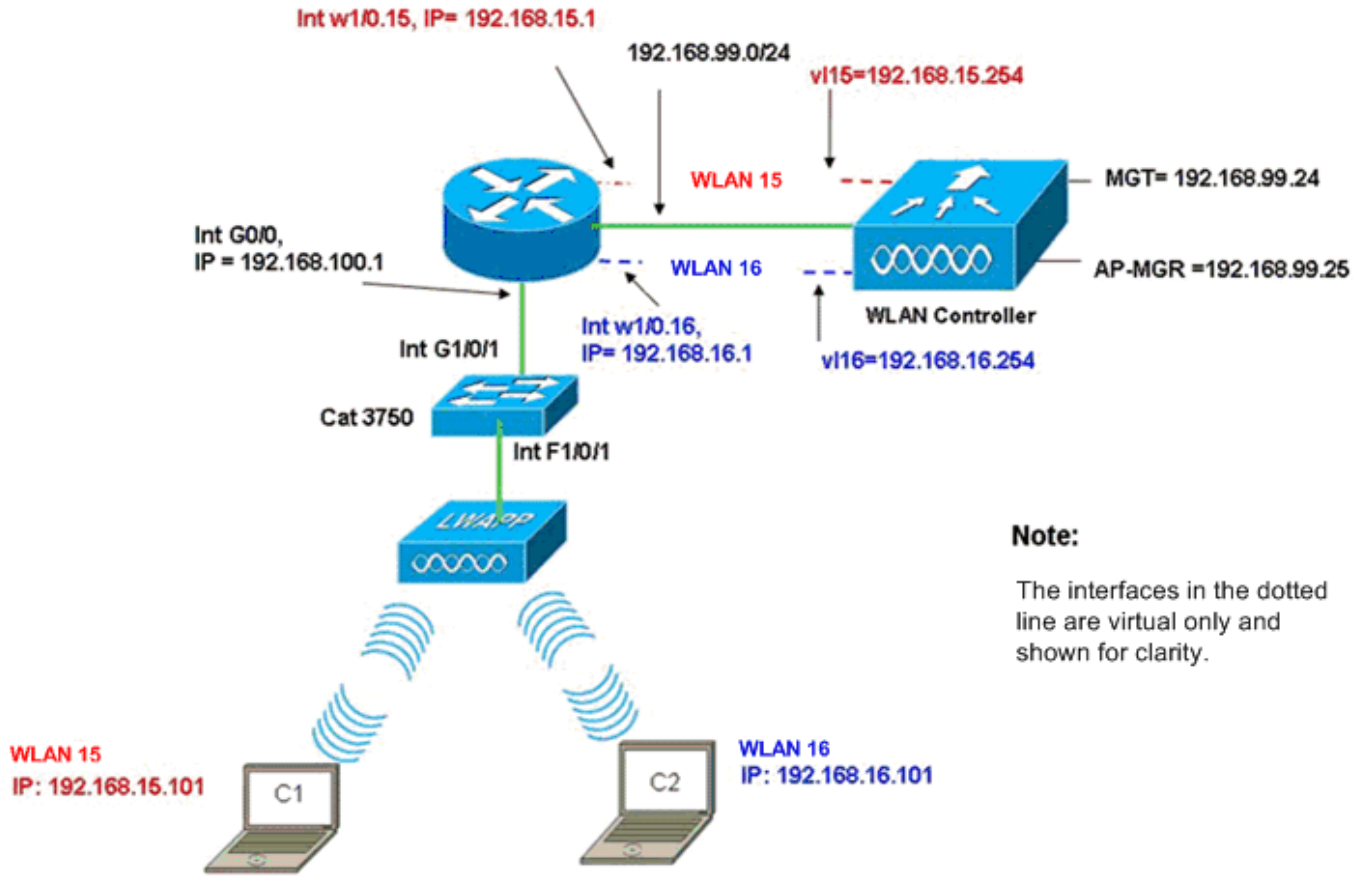 Int w1/0.15, IP= 192.168.15.1
192.168.99.0/24
vl15=192.168.15.254
WLAN 15
MGT= 192.168.99.24
Int G0/0,
IP = 192.168.100.1
WLAN 16
AP-MGR =192.168.99.25
WLAN Controller
Int w1/0.16,
IP= 192.168.16.1
Int G1/0/1
vl16=192.168.16.254
Cat 3750
Int F1/0/1
LWAPP
Note:
The interfaces in the dotted
line are virtual only and
shown for clarity.
WLAN 15
IP: 192.168.15.101
C1
C2
WLAN 16
IP: 192.168.16.101